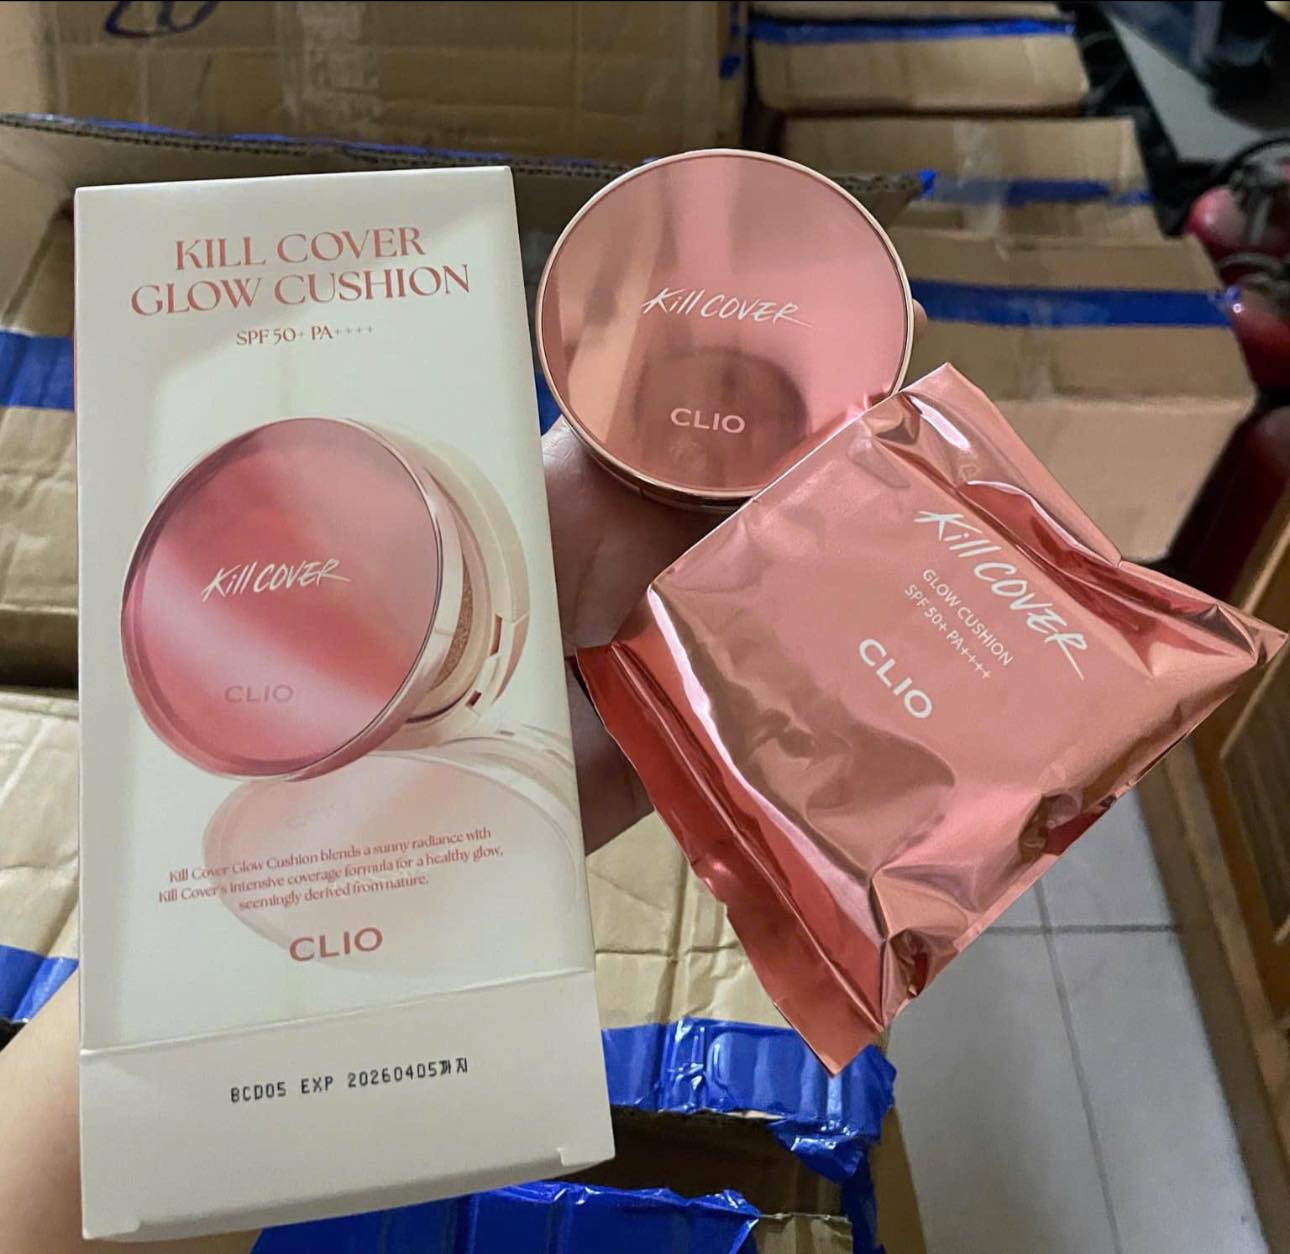 KILL COVER
GLOW CUSHION
SPF 50+ PA++++
Kill COVER
CLIO
Kill Cover Glow Cushion blends a sunny radiance with
Kill Cover's intensive coverage formula for a healthy glow,
seemingly derived from nature.
CLIO
BCD05 EXP 20260405까지
Kill COVER
CLIO
Kill COVER
GLOW CUSHION
SPF 50+ PA++++
CLIO